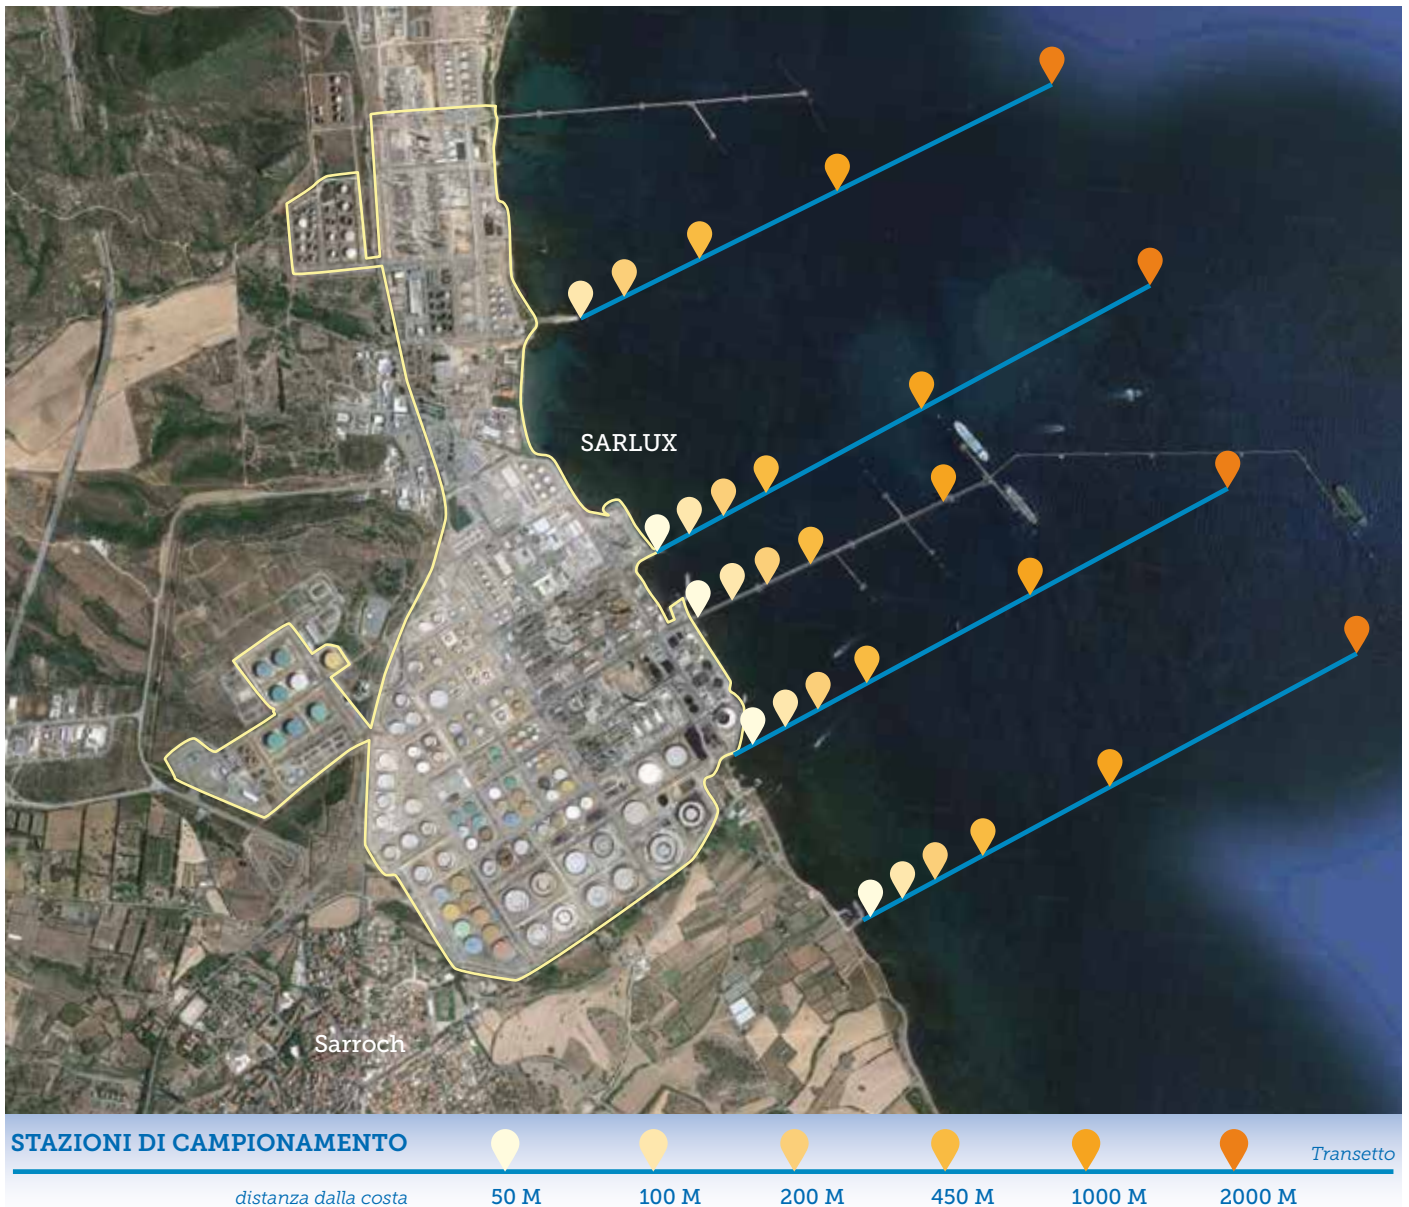 SARLUX
Sarroch
STAZIONI DI CAMPIONAMENTO
Transetto
distanza dalla costa 50 M 100 M 200 M 450 M 1000 M 2000 M